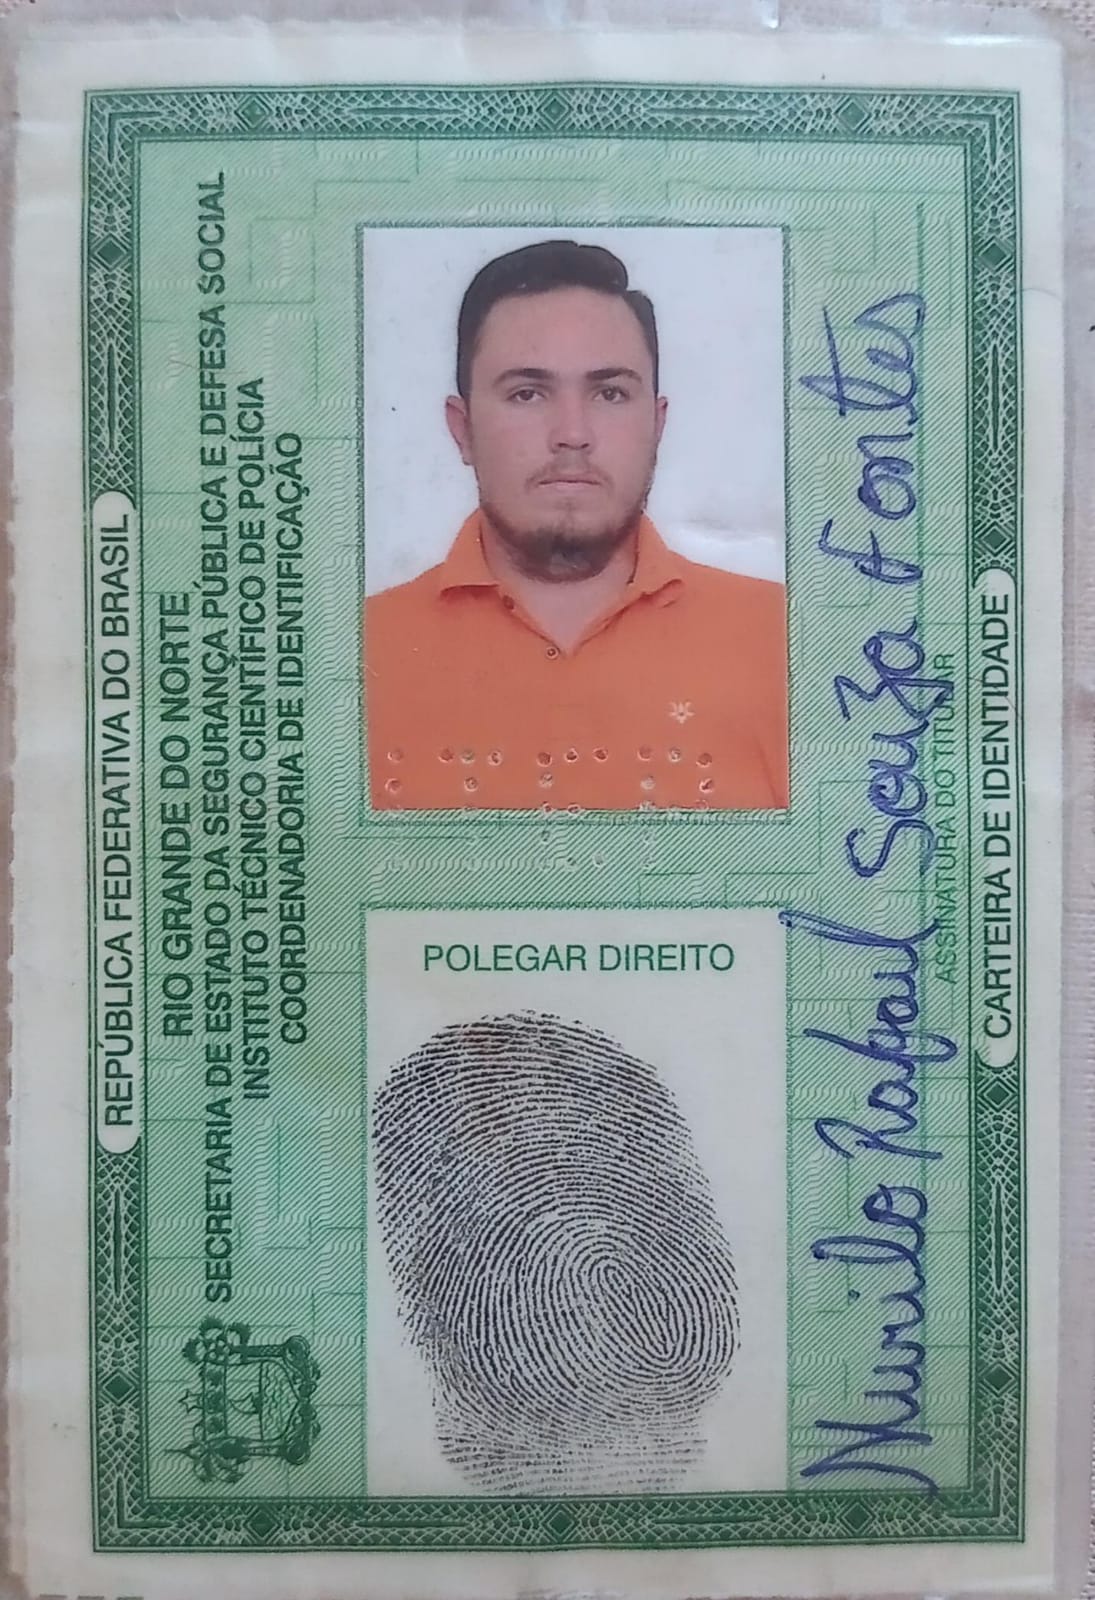 REPÚBLICA FEDERATIVA DO BRASIL
RIO GRANDE DO NORTE
SECRETARIA DE ESTADO DA SEGURANÇA PÚBLICA E DEFESA SOCIAL
INSTITUTO TÉCNICO CIENTÍFICO DE POLÍCIA
COORDENADORIA DE IDENTIFICAÇÃO
POLEGAR DIREITO
Murilo Rafael Souza Fontes
ASSINATURA DO TITULAR
CARTEIRA DE IDENTIDADE